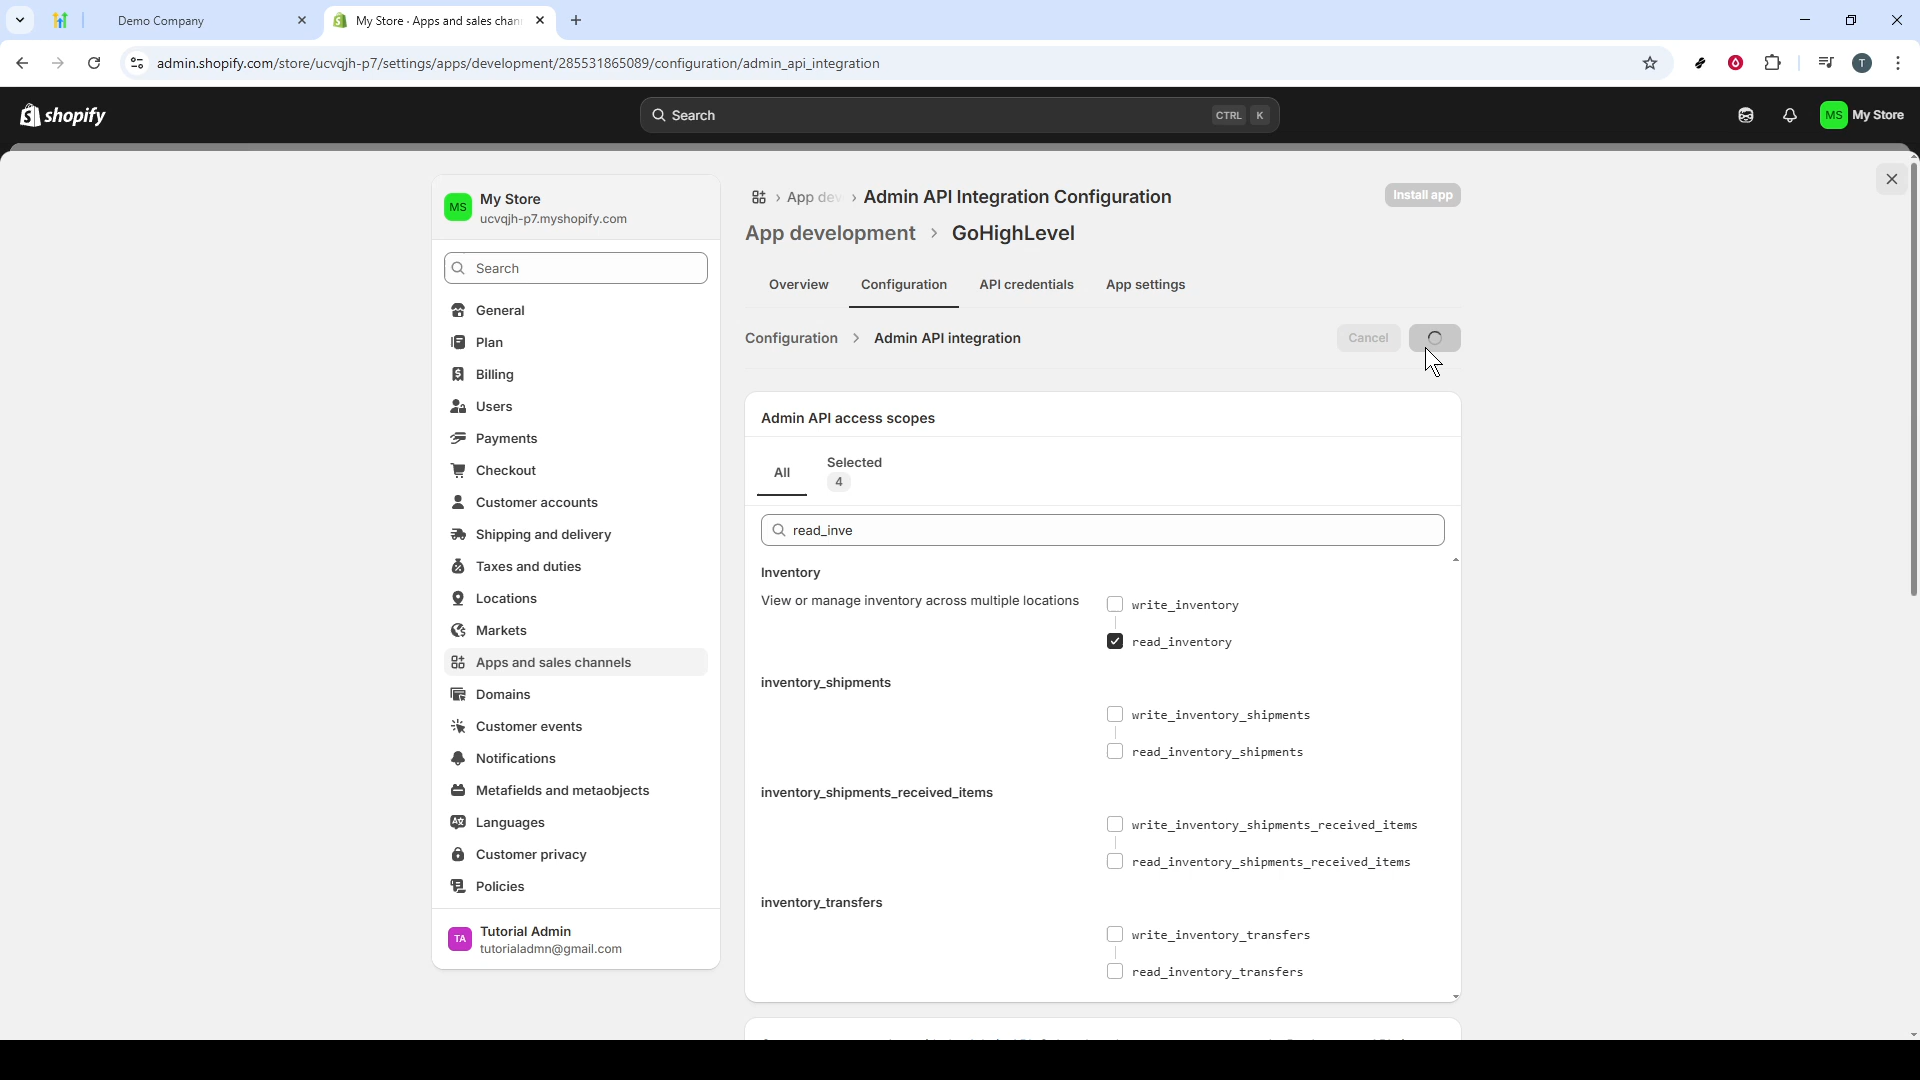 Demo Company
My Store · Apps and sales chan
admin.shopify.com/store/ucvqjh-p7/settings/apps/development/285531865089/configuration/admin_api_integration
T
shopify
Search
CTRL K
MS My Store
MS My Store
ucvqjh-p7.myshopify.com
Search
General
Plan
Billing
Users
Payments
Checkout
Customer accounts
Shipping and delivery
Taxes and duties
Locations
Markets
Apps and sales channels
Domains
Customer events
Notifications
Metafields and metaobjects
Languages
Customer privacy
Policies
TA Tutorial Admin
tutorialadmn@gmail.com
› App dev › Admin API Integration Configuration
Install app
App development > GoHighLevel
Overview Configuration API credentials App settings
Configuration > Admin API integration
Cancel
Admin API access scopes
All
Selected
4
read_inve
Inventory
View or manage inventory across multiple locations
write_inventory
read_inventory
inventory_shipments
write_inventory_shipments
read_inventory_shipments
inventory_shipments_received_items
write_inventory_shipments_received_items
read_inventory_shipments_received_items
inventory_transfers
write_inventory_transfers
read_inventory_transfers